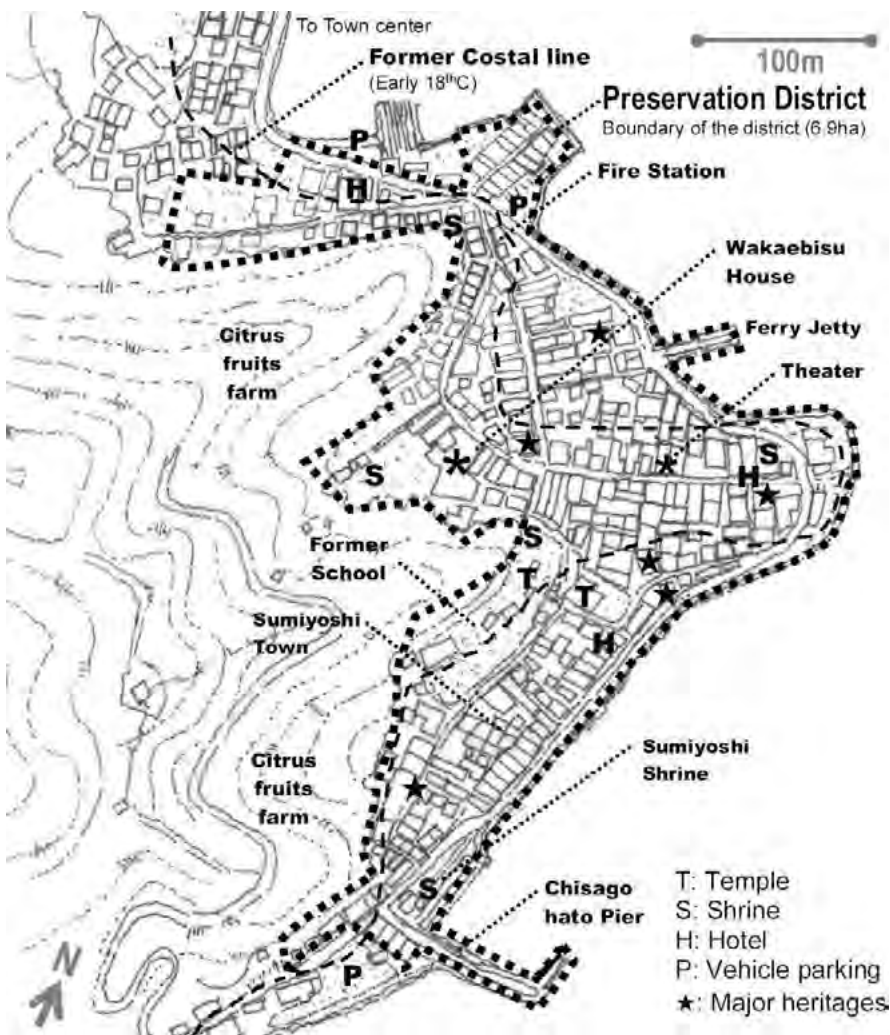 To Town center
Former Costal line
(Early 18thC)
100m
Preservation District
Boundary of the district (6.9ha)
P
H
P
Fire Station
S
Wakaebisu
House
★
Citrus
fruits
farm
Ferry Jetty
Theater
★
S
★
★
H
S
★
S
Former
School
T
★
T
★
Sumiyoshi
Town
H
Citrus
fruits
farm
Sumiyoshi
Shrine
★
S
Chisago
hato Pier
P
N
T: Temple
S: Shrine
H: Hotel
P: Vehicle parking
★: Major heritages